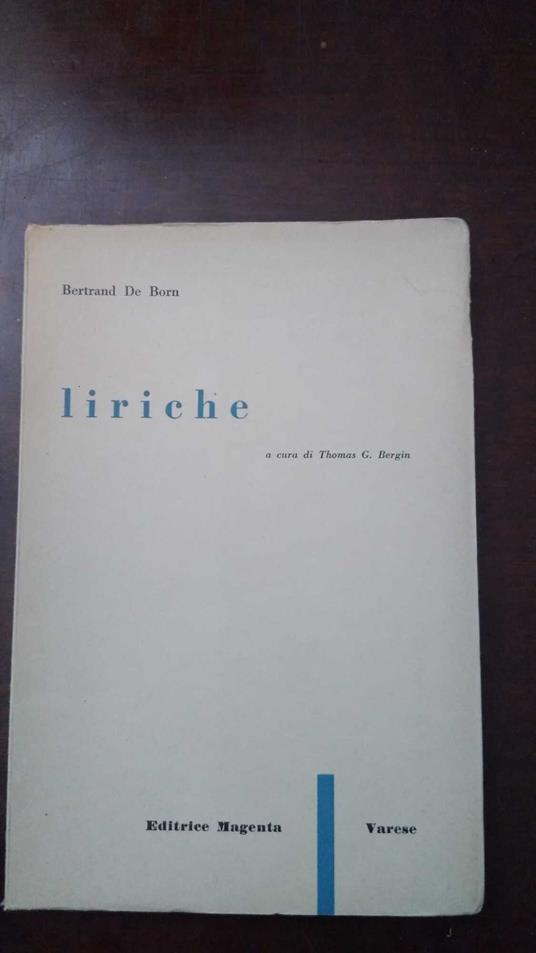 Bertrand De Born
liriche
a cura di Thomas G. Bergin
Editrice Magenta Varese